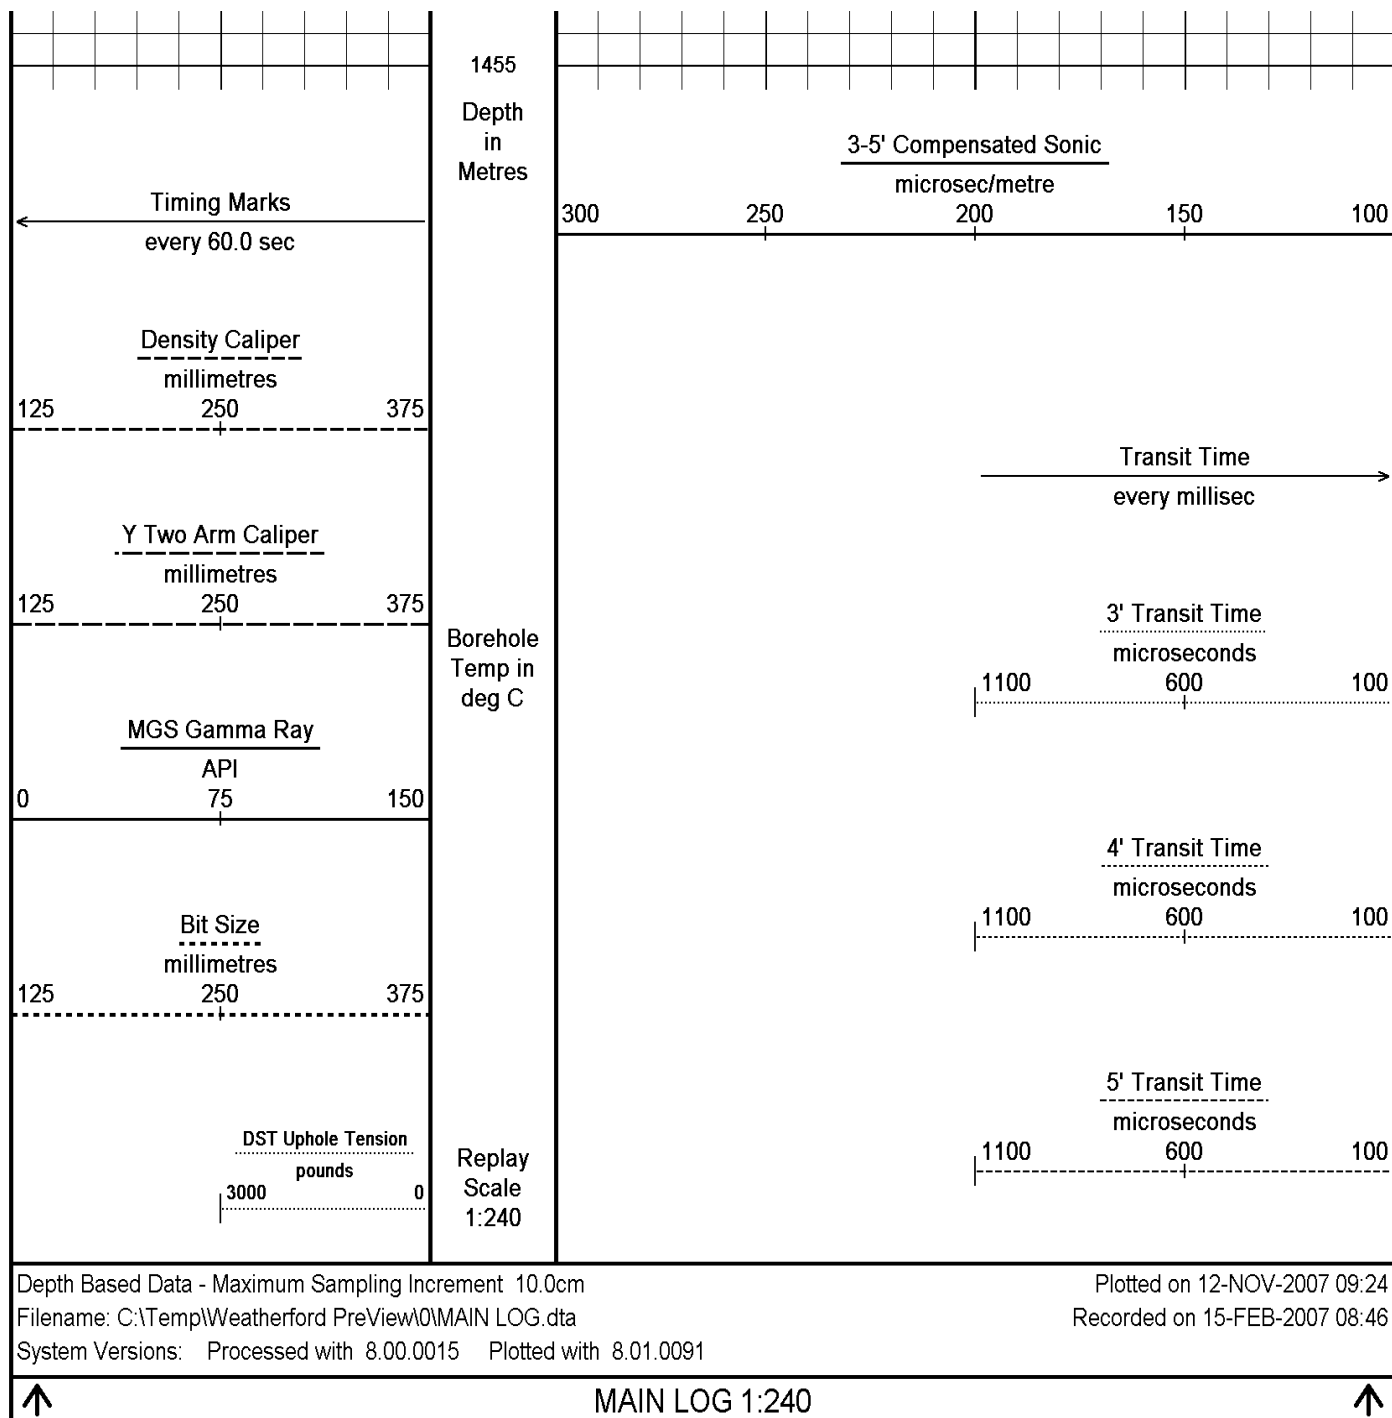 1455
Depth
in
Metres
3-5' Compensated Sonic
microsec/metre
300 250 200 150 100
Timing Marks
every 60.0 sec
Density Caliper
millimetres
125 250 375
Transit Time
every millisec
Y Two Arm Caliper
millimetres
125 250 375
3' Transit Time
microseconds
1100 600 100
Borehole
Temp in
deg C
MGS Gamma Ray
API
0 75 150
4' Transit Time
microseconds
1100 600 100
Bit Size
millimetres
125 250 375
5' Transit Time
microseconds
1100 600 100
DST Uphole Tension
pounds
3000 0
Replay
Scale
1:240
Depth Based Data - Maximum Sampling Increment 10.0cm
Plotted on 12-NOV-2007 09:24
Filename: C:\Temp\Weatherford PreView\0\MAIN LOG.dta
Recorded on 15-FEB-2007 08:46
System Versions: Processed with 8.00.0015 Plotted with 8.01.0091
MAIN LOG 1:240